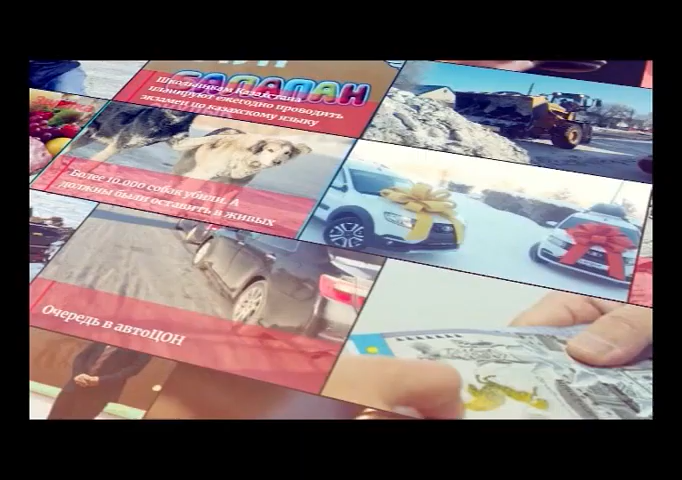 БАЛАПАН
Школьникам Казахстана
планируют ежегодно проводить
экзамен по казахскому языку
Более 10.000 собак убили. А
должны были оставить в живых
Очередь в автоЦОН